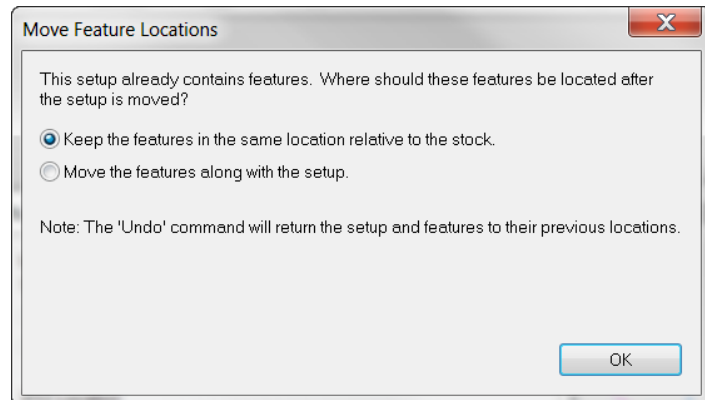 Move Feature Locations
This setup already contains features. Where should these features be located after
the setup is moved?
Keep the features in the same location relative to the stock.
Move the features along with the setup.
Note: The 'Undo' command will return the setup and features to their previous locations.
OK